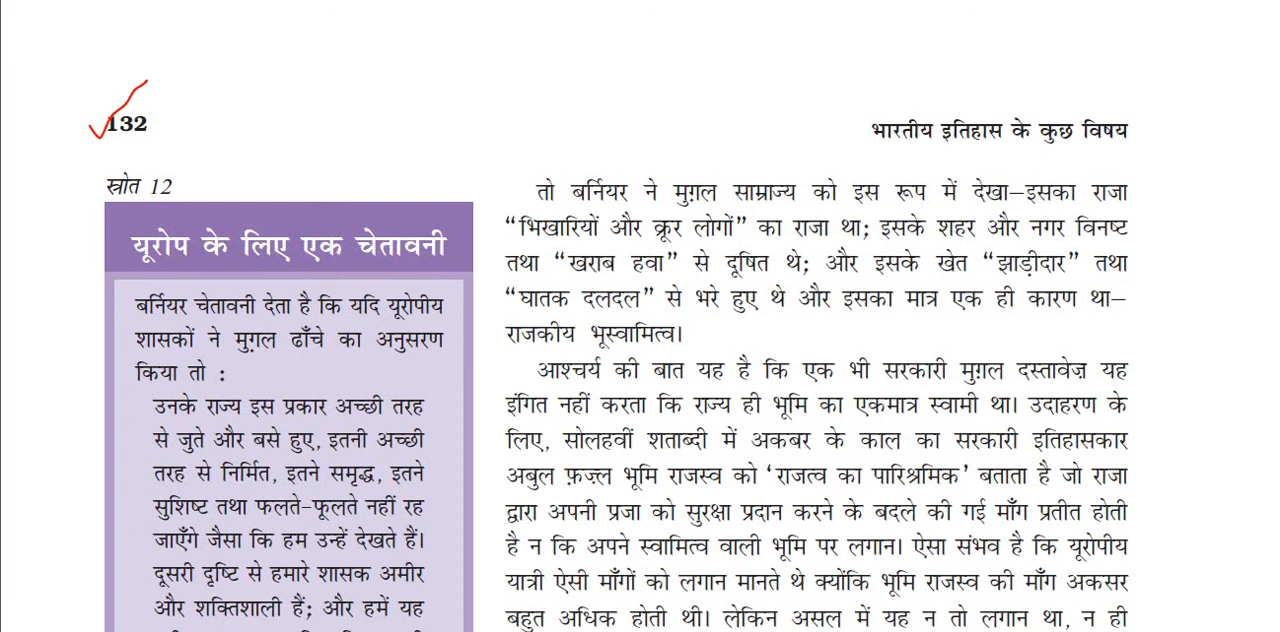 132
भारतीय इतिहास के कुछ विषय
स्रोत 12
यूरोप के लिए एक चेतावनी
बर्नियर चेतावनी देता है कि यदि यूरोपीय
शासकों ने मुग़ल ढाँचे का अनुसरण
किया तो :
उनके राज्य इस प्रकार अच्छी तरह
से जुते और बसे हुए, इतनी अच्छी
तरह से निर्मित, इतने समृद्ध, इतने
सुशिष्ट तथा फलते-फूलते नहीं रह
जाएँगे जैसा कि हम उन्हें देखते हैं।
दूसरी दृष्टि से हमारे शासक अमीर
और शक्तिशाली हैं; और हमें यह
तो बर्नियर ने मुग़ल साम्राज्य को इस रूप में देखा–इसका राजा
“भिखारियों और क्रूर लोगों” का राजा था; इसके शहर और नगर विनष्ट
तथा “खराब हवा” से दूषित थे; और इसके खेत “झाड़ीदार” तथा
“घातक दलदल” से भरे हुए थे और इसका मात्र एक ही कारण था–
राजकीय भूस्वामित्व।
आश्चर्य की बात यह है कि एक भी सरकारी मुग़ल दस्तावेज़ यह
इंगित नहीं करता कि राज्य ही भूमि का एकमात्र स्वामी था। उदाहरण के
लिए, सोलहवीं शताब्दी में अकबर के काल का सरकारी इतिहासकार
अबुल फ़ज़्ल भूमि राजस्व को ‘राजत्व का पारिश्रमिक’ बताता है जो राजा
द्वारा अपनी प्रजा को सुरक्षा प्रदान करने के बदले की गई माँग प्रतीत होती
है न कि अपने स्वामित्व वाली भूमि पर लगान। ऐसा संभव है कि यूरोपीय
यात्री ऐसी माँगों को लगान मानते थे क्योंकि भूमि राजस्व की माँग अकसर
बहुत अधिक होती थी। लेकिन असल में यह न तो लगान था, न ही